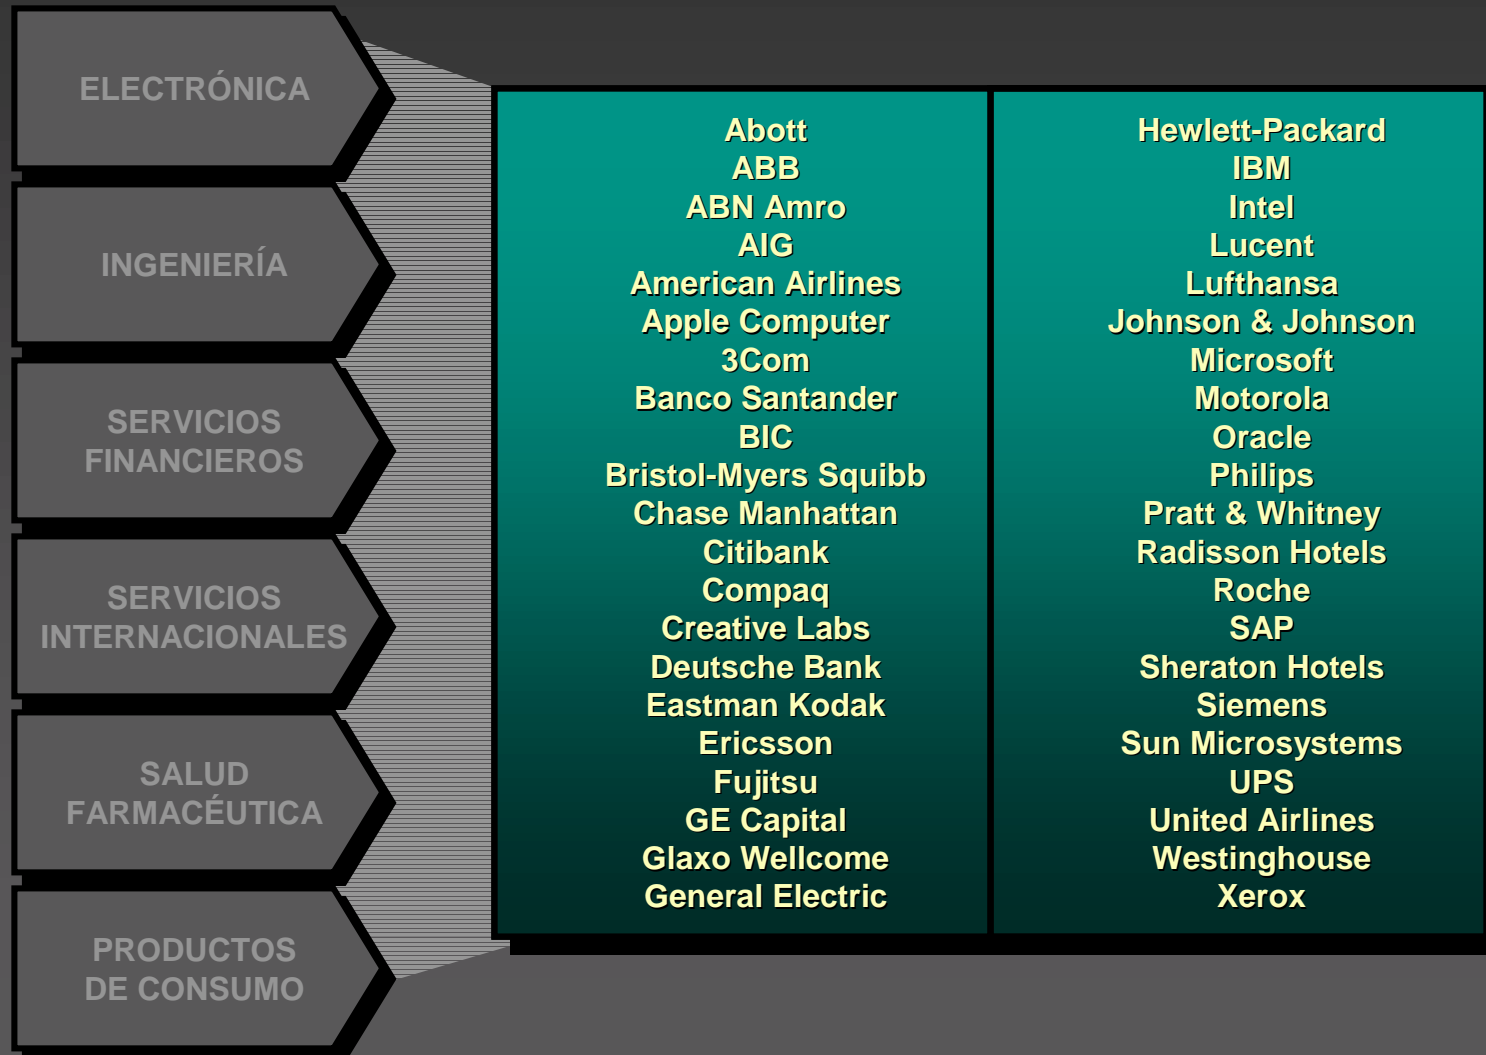 ELECTRÓNICA
INGENIERÍA
SERVICIOS
FINANCIEROS
SERVICIOS
INTERNACIONALES
SALUD
FARMACÉUTICA
PRODUCTOS
DE CONSUMO
Abott
ABB
ABN Amro
AIG
American Airlines
Apple Computer
3Com
Banco Santander
BIC
Bristol-Myers Squibb
Chase Manhattan
Citibank
Compaq
Creative Labs
Deutsche Bank
Eastman Kodak
Ericsson
Fujitsu
GE Capital
Glaxo Wellcome
General Electric
Hewlett-Packard
IBM
Intel
Lucent
Lufthansa
Johnson & Johnson
Microsoft
Motorola
Oracle
Philips
Pratt & Whitney
Radisson Hotels
Roche
SAP
Sheraton Hotels
Siemens
Sun Microsystems
UPS
United Airlines
Westinghouse
Xerox